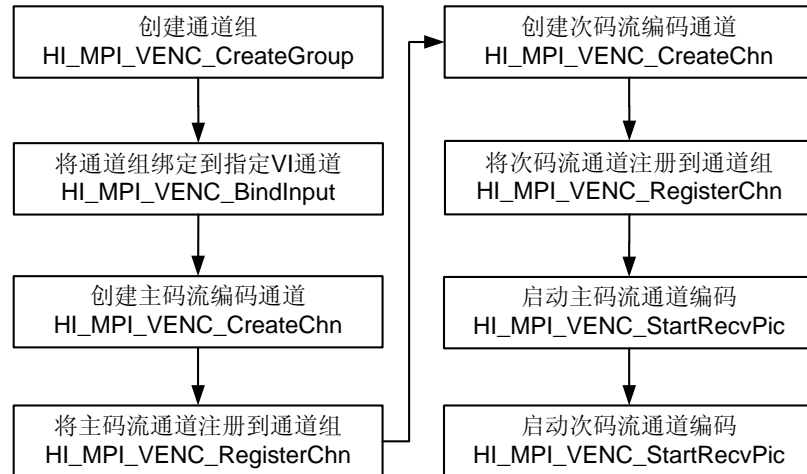 创建通道组
HI_MPI_VENC_CreateGroup
将通道组绑定到指定VI通道
HI_MPI_VENC_BindInput
创建主码流编码通道
HI_MPI_VENC_CreateChn
将主码流通道注册到通道组
HI_MPI_VENC_RegisterChn
创建次码流编码通道
HI_MPI_VENC_CreateChn
将次码流通道注册到通道组
HI_MPI_VENC_RegisterChn
启动主码流通道编码
HI_MPI_VENC_StartRecvPic
启动次码流通道编码
HI_MPI_VENC_StartRecvPic